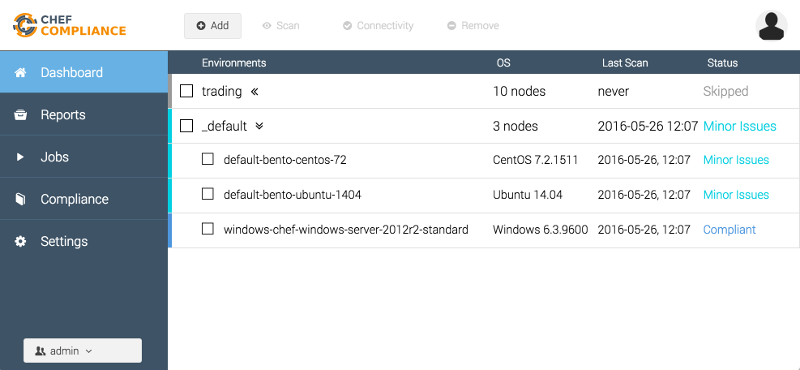 CHEF
COMPLIANCE
Add Scan Connectivity Remove
Dashboard
Reports
Jobs
Compliance
Settings
admin
Environments OS Last Scan Status
trading 10 nodes never Skipped
_default 3 nodes 2016-05-26 12:07 Minor Issues
default-bento-centos-72 CentOS 7.2.1511 2016-05-26, 12:07 Minor Issues
default-bento-ubuntu-1404 Ubuntu 14.04 2016-05-26, 12:07 Minor Issues
windows-chef-windows-server-2012r2-standard Windows 6.3.9600 2016-05-26, 12:07 Compliant